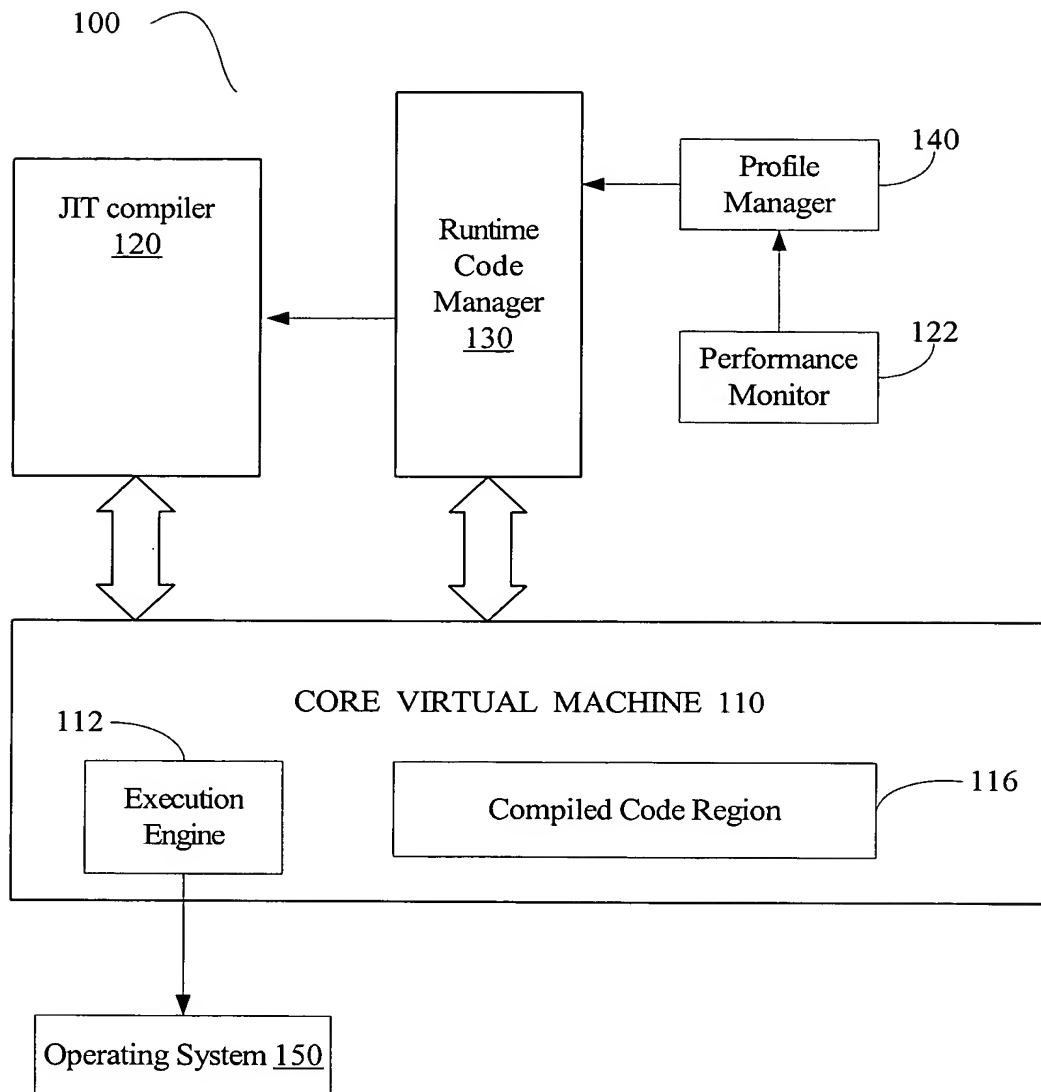 100
JIT compiler
120
Runtime
Code
Manager
130
Profile
Manager
140
Performance
Monitor
122
CORE VIRTUAL MACHINE 110
112
Execution
Engine
Compiled Code Region
116
Operating System 150